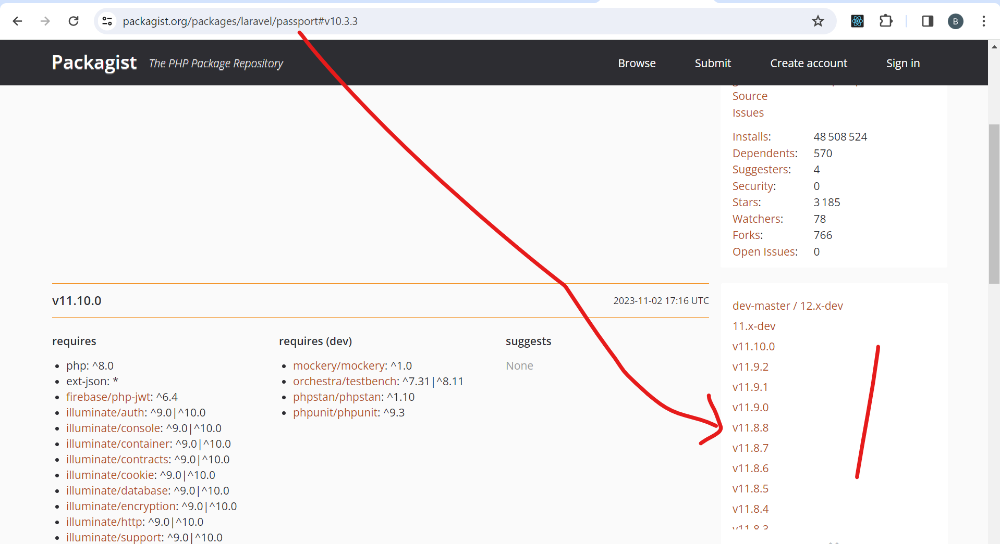 packagist.org/packages/laravel/passport#v10.3.3
B
Packagist
The PHP Package Repository
Browse
Submit
Create account
Sign in
Source
Issues
Installs: 48 508 524
Dependents: 570
Suggesters: 4
Security: 0
Stars: 3 185
Watchers: 78
Forks: 766
Open Issues: 0
v11.10.0
2023-11-02 17:16 UTC
requires
php: ^8.0
ext-json: *
firebase/php-jwt: ^6.4
illuminate/auth: ^9.0|^10.0
illuminate/console: ^9.0|^10.0
illuminate/container: ^9.0|^10.0
illuminate/contracts: ^9.0|^10.0
illuminate/cookie: ^9.0|^10.0
illuminate/database: ^9.0|^10.0
illuminate/encryption: ^9.0|^10.0
illuminate/http: ^9.0|^10.0
illuminate/support: ^9.0|^10.0
requires (dev)
mockery/mockery: ^1.0
orchestra/testbench: ^7.31|^8.11
phpstan/phpstan: ^1.10
phpunit/phpunit: ^9.3
suggests
None
dev-master / 12.x-dev
11.x-dev
v11.10.0
v11.9.2
v11.9.1
v11.9.0
v11.8.8
v11.8.7
v11.8.6
v11.8.5
v11.8.4
v11.8.3